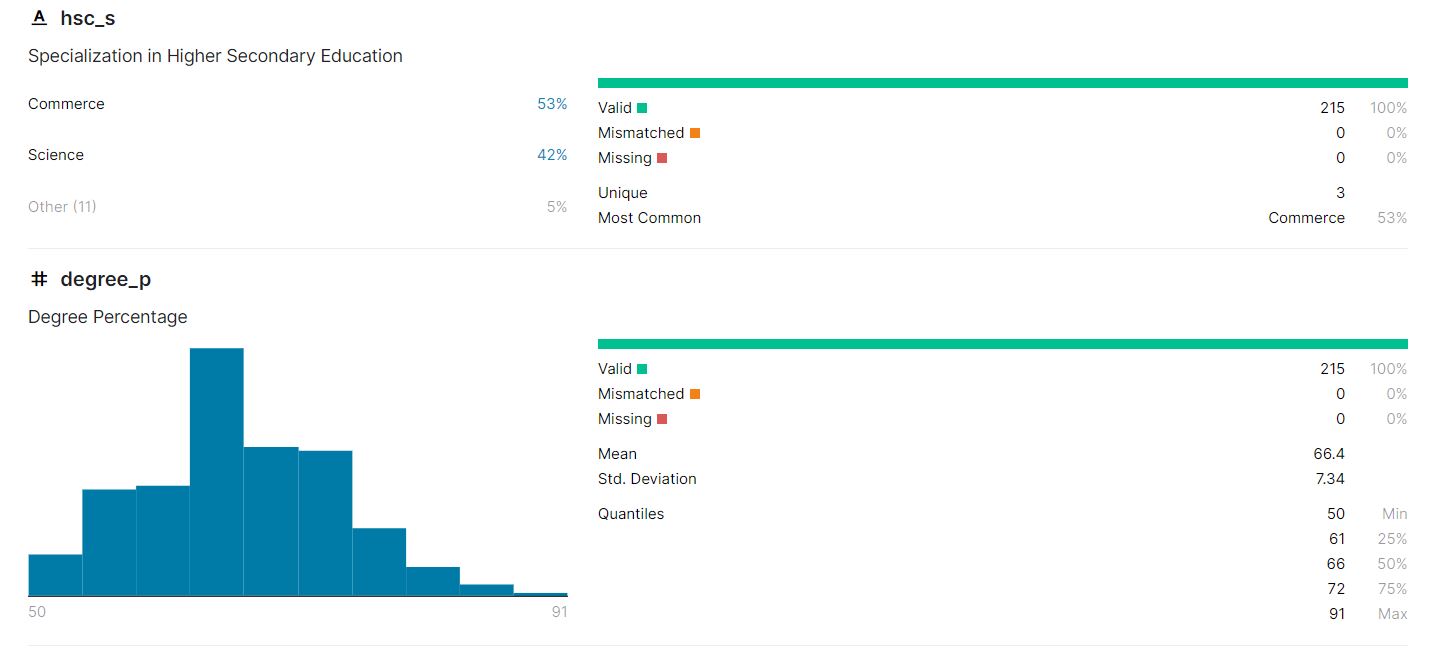 A hsc_s
Specialization in Higher Secondary Education
Commerce 53%
Science 42%
Other (11) 5%
Valid 215 100%
Mismatched 0 0%
Missing 0 0%
Unique 3
Most Common Commerce 53%
# degree_p
Degree Percentage
50 91
Valid 215 100%
Mismatched 0 0%
Missing 0 0%
Mean 66.4
Std. Deviation 7.34
Quantiles 50 Min
61 25%
66 50%
72 75%
91 Max